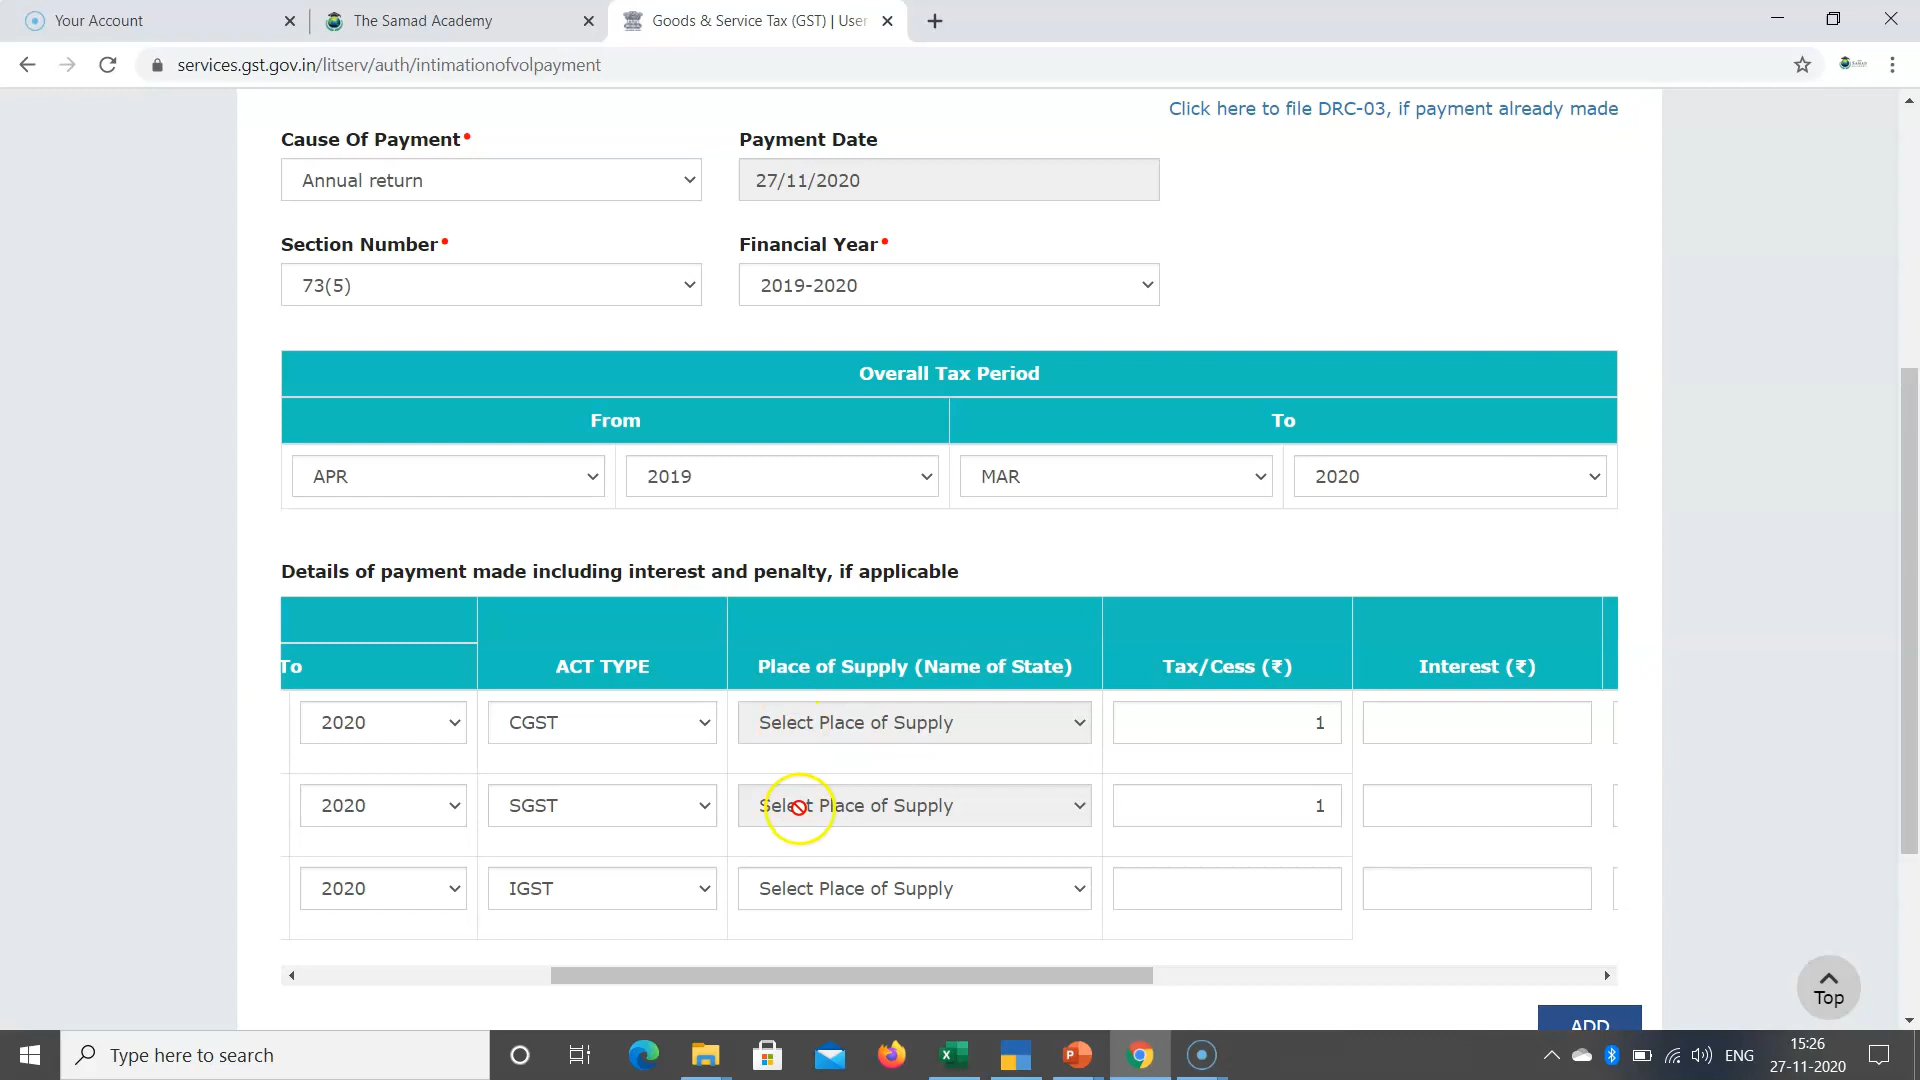 Your Account
The Samad Academy
Goods & Service Tax (GST) | User
services.gst.gov.in/litserv/auth/intimationofvolpayment
Click here to file DRC-03, if payment already made
Cause Of Payment•
Payment Date
Annual return
27/11/2020
Section Number•
Financial Year•
73(5)
2019-2020
Overall Tax Period
From
To
APR
2019
MAR
2020
Details of payment made including interest and penalty, if applicable
To
ACT TYPE
Place of Supply (Name of State)
Tax/Cess (₹)
Interest (₹)
2020
CGST
Select Place of Supply
1
2020
SGST
Select Place of Supply
1
2020
IGST
Select Place of Supply
Top
ADD
Type here to search
ENG
15:26
27-11-2020